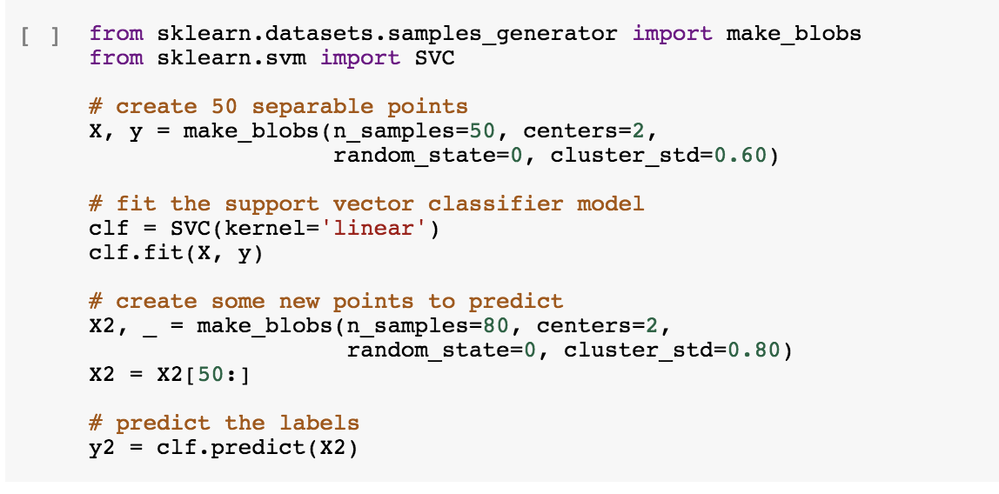 [ ] from sklearn.datasets.samples_generator import make_blobs
from sklearn.svm import SVC
# create 50 separable points
X, y = make_blobs(n_samples=50, centers=2,
random_state=0, cluster_std=0.60)
# fit the support vector classifier model
clf = SVC(kernel='linear')
clf.fit(X, y)
# create some new points to predict
X2, _ = make_blobs(n_samples=80, centers=2,
random_state=0, cluster_std=0.80)
X2 = X2[50:]
# predict the labels
y2 = clf.predict(X2)